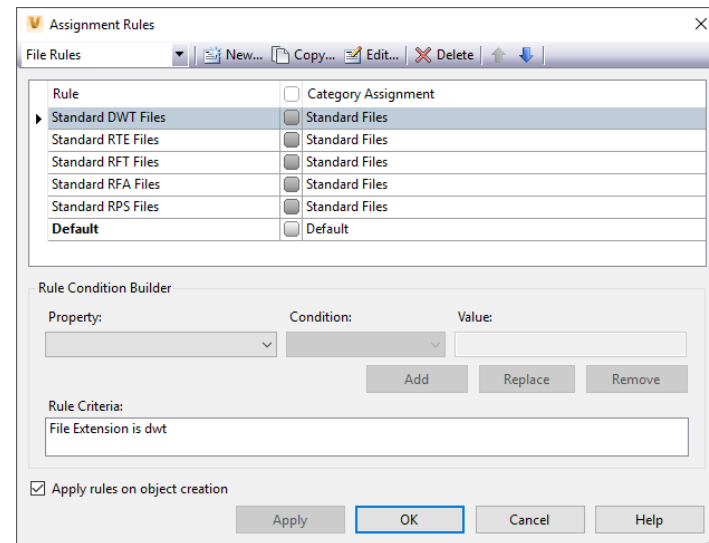 Assignment Rules
File Rules New... Copy... Edit... Delete
Rule Category Assignment
Standard DWT Files Standard Files
Standard RTE Files Standard Files
Standard RFT Files Standard Files
Standard RFA Files Standard Files
Standard RPS Files Standard Files
Default Default
Rule Condition Builder
Property: Condition: Value:
Add Replace Remove
Rule Criteria:
File Extension is dwt
Apply rules on object creation
Apply OK Cancel Help